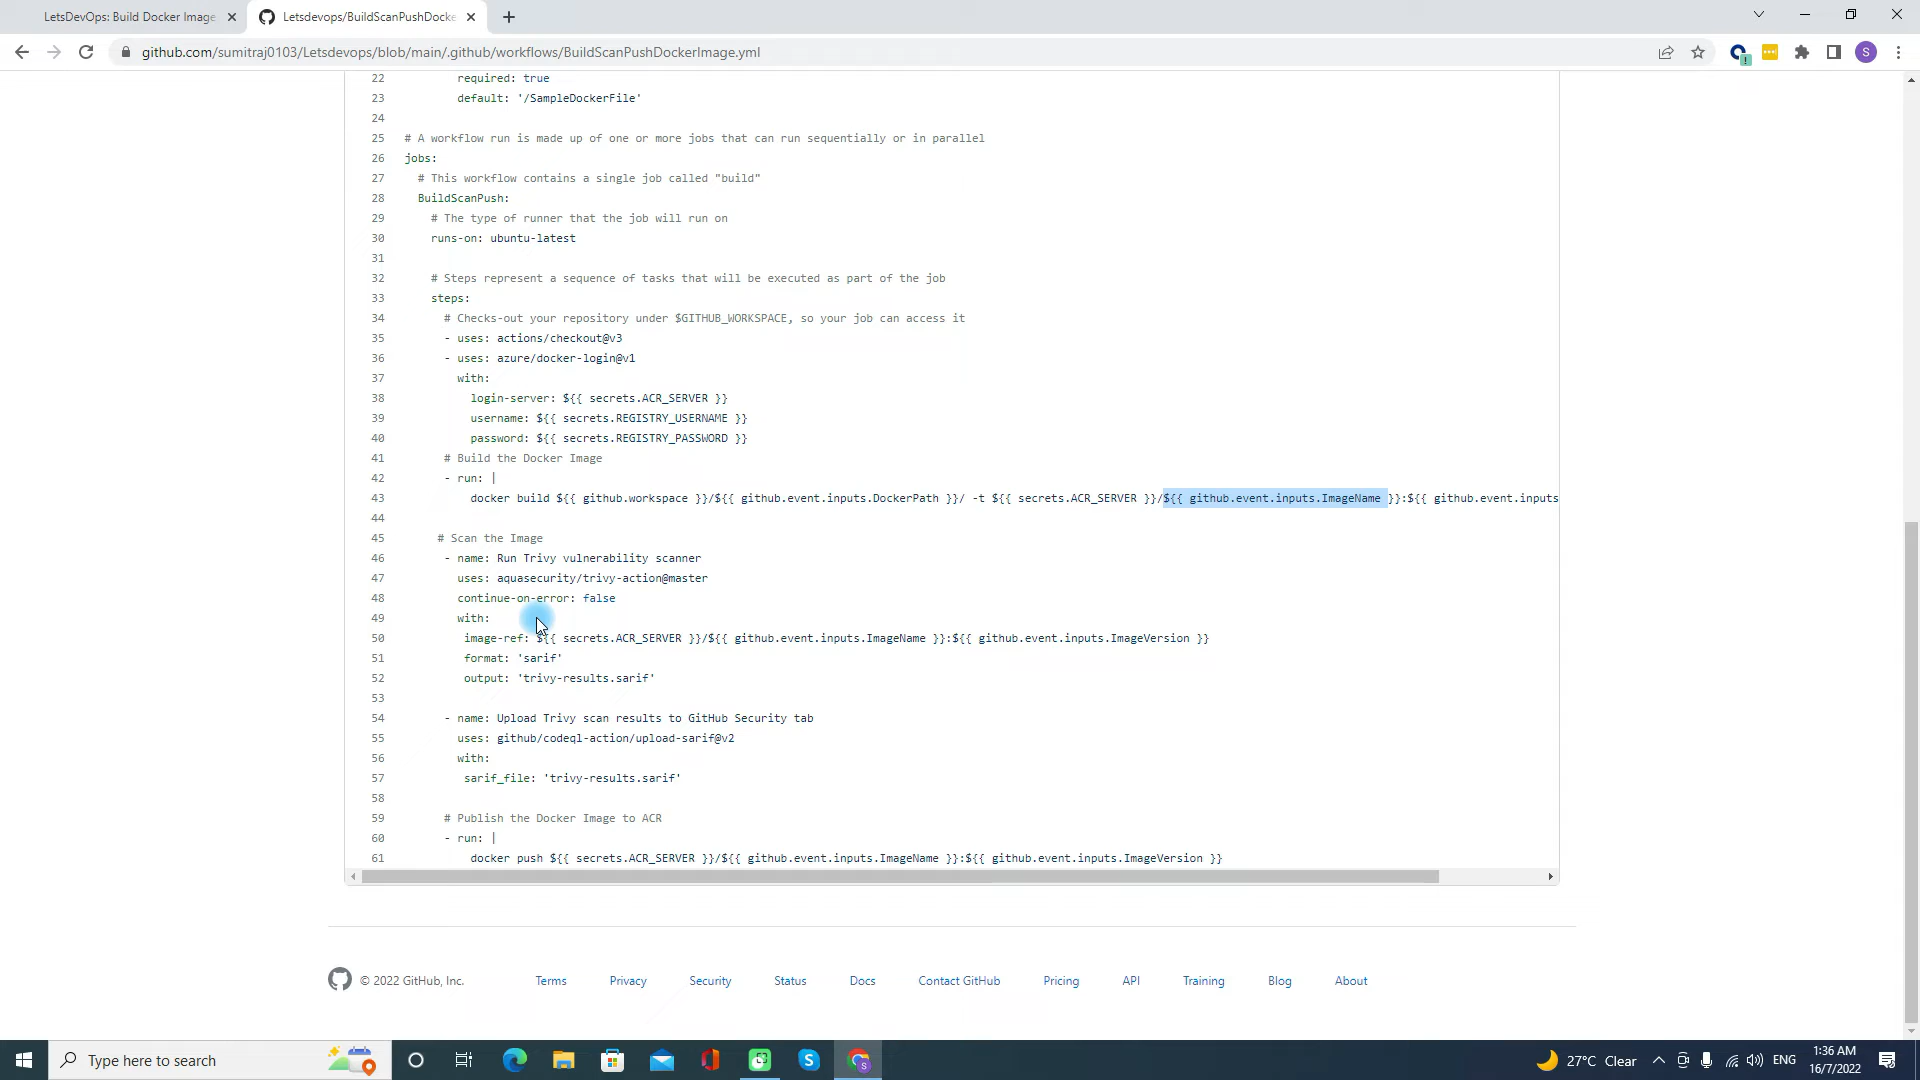 LetsDevOps: Build Docker Image
Letsdevops/BuildScanPushDocke
github.com/sumitraj0103/Letsdevops/blob/main/.github/workflows/BuildScanPushDockerImage.yml
S
22 required: true
23 default: '/SampleDockerFile'
24
25 # A workflow run is made up of one or more jobs that can run sequentially or in parallel
26 jobs:
27 # This workflow contains a single job called "build"
28 BuildScanPush:
29 # The type of runner that the job will run on
30 runs-on: ubuntu-latest
31
32 # Steps represent a sequence of tasks that will be executed as part of the job
33 steps:
34 # Checks-out your repository under $GITHUB_WORKSPACE, so your job can access it
35 - uses: actions/checkout@v3
36 - uses: azure/docker-login@v1
37 with:
38 login-server: ${{ secrets.ACR_SERVER }}
39 username: ${{ secrets.REGISTRY_USERNAME }}
40 password: ${{ secrets.REGISTRY_PASSWORD }}
41 # Build the Docker Image
42 - run: |
43 docker build ${{ github.workspace }}/${{ github.event.inputs.DockerPath }}/ -t ${{ secrets.ACR_SERVER }}/${{ github.event.inputs.ImageName }}:${{ github.event.inputs
44
45 # Scan the Image
46 - name: Run Trivy vulnerability scanner
47 uses: aquasecurity/trivy-action@master
48 continue-on-error: false
49 with:
50 image-ref: ${{ secrets.ACR_SERVER }}/${{ github.event.inputs.ImageName }}:${{ github.event.inputs.ImageVersion }}
51 format: 'sarif'
52 output: 'trivy-results.sarif'
53
54 - name: Upload Trivy scan results to GitHub Security tab
55 uses: github/codeql-action/upload-sarif@v2
56 with:
57 sarif_file: 'trivy-results.sarif'
58
59 # Publish the Docker Image to ACR
60 - run: |
61 docker push ${{ secrets.ACR_SERVER }}/${{ github.event.inputs.ImageName }}:${{ github.event.inputs.ImageVersion }}
© 2022 GitHub, Inc. Terms Privacy Security Status Docs Contact GitHub Pricing API Training Blog About
Type here to search
27°C Clear
ENG
1:36 AM
16/7/2022